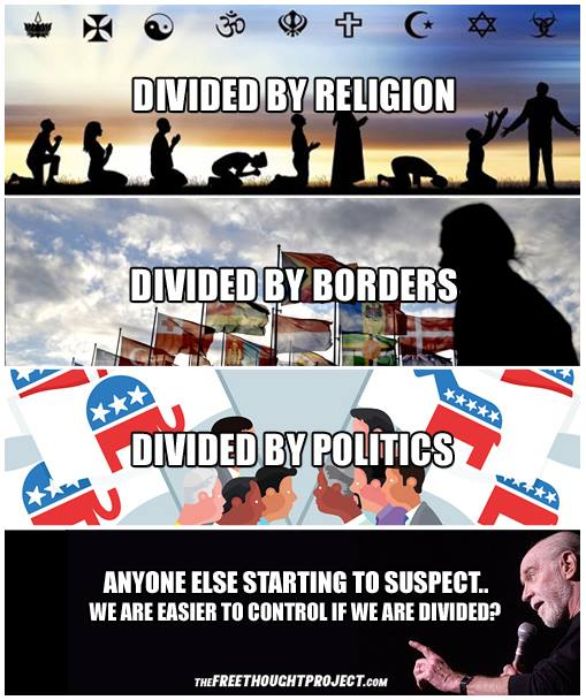 DIVIDED BY RELIGION
DIVIDED BY BORDERS
DIVIDED BY POLITICS
ANYONE ELSE STARTING TO SUSPECT..
WE ARE EASIER TO CONTROL IF WE ARE DIVIDED?
THEFREETHOUGHTPROJECT.COM